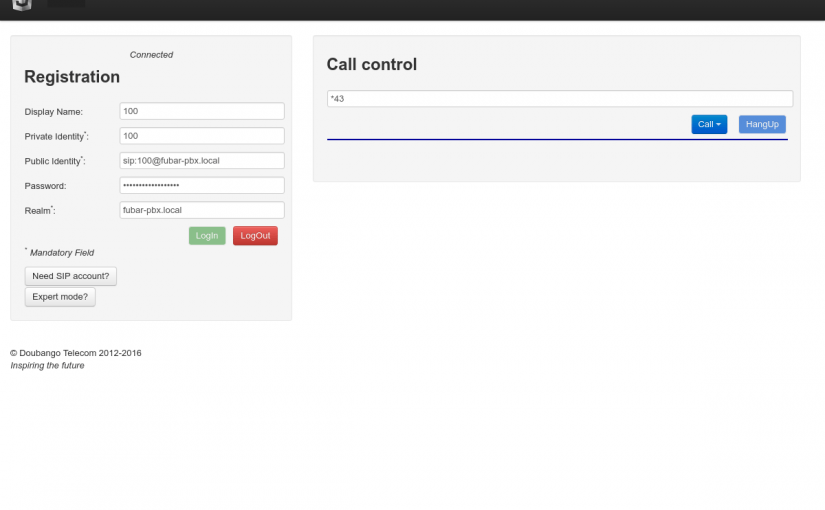 Connected
Registration
Display Name:
100
Private Identity*:
100
Public Identity*:
sip:100@fubar-pbx.local
Password:
••••••••••••••••••
Realm*:
fubar-pbx.local
LogIn
LogOut
* Mandatory Field
Need SIP account?
Expert mode?
Call control
*43
Call
HangUp
© Doubango Telecom 2012-2016
Inspiring the future